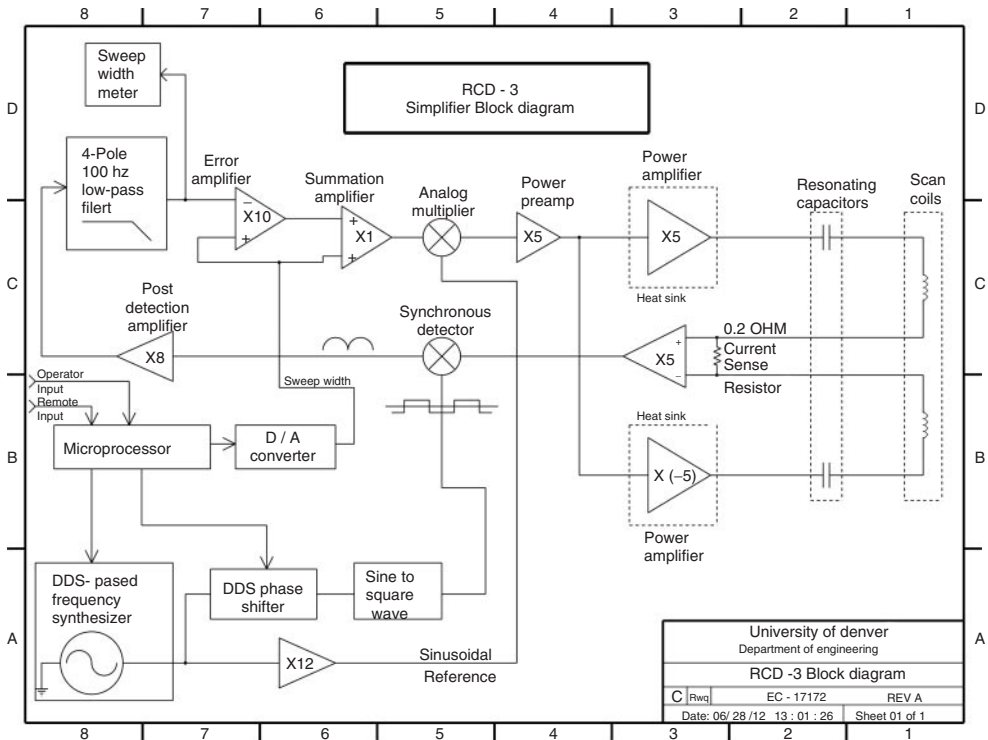 8 7 6 5 4 3 2 1
D
C
B
A
D
C
B
A
RCD - 3
Simplifier Block diagram
Sweep
width
meter
4-Pole
100 hz
low-pass
filert
Error
amplifier
−
X10
+
Summation
amplifier
+
X1
+
Analog
multiplier
Power
preamp
X5
Power
amplifier
X5
Heat sink
Resonating
capacitors
Scan
coils
Post
detection
amplifier
X8
Synchronous
detector
+
X5
−
0.2 OHM
Current
Sense
Resistor
Sweep width
Operator
Input
Remote
Input
Microprocessor
D / A
converter
Heat sink
X (−5)
Power
amplifier
DDS- pased
frequency
synthesizer
DDS phase
shifter
Sine to
square
wave
X12
Sinusoidal
Reference
University of denver
Department of engineering
RCD -3 Block diagram
C Rwq EC - 17172 REV A
Date: 06/ 28 /12 13 : 01 : 26 Sheet 01 of 1
8 7 6 5 4 3 2 1